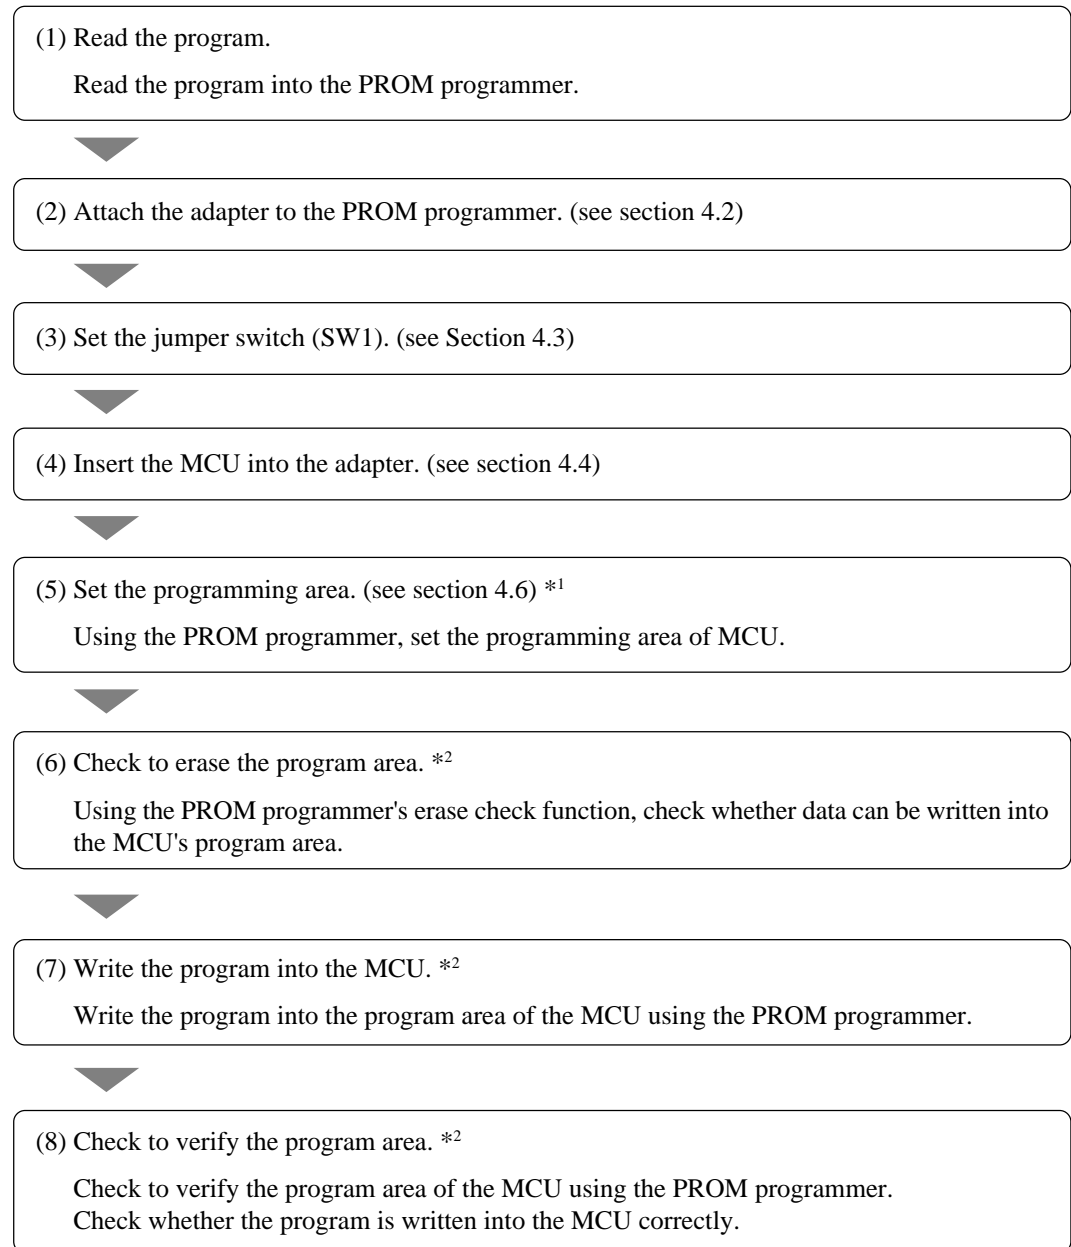 (1) Read the program.
Read the program into the PROM programmer.
(2) Attach the adapter to the PROM programmer. (see section 4.2)
(3) Set the jumper switch (SW1). (see Section 4.3)
(4) Insert the MCU into the adapter. (see section 4.4)
(5) Set the programming area. (see section 4.6) *1
Using the PROM programmer, set the programming area of MCU.
(6) Check to erase the program area. *2
Using the PROM programmer's erase check function, check whether data can be written into
the MCU's program area.
(7) Write the program into the MCU. *2
Write the program into the program area of the MCU using the PROM programmer.
(8) Check to verify the program area. *2
Check to verify the program area of the MCU using the PROM programmer.
Check whether the program is written into the MCU correctly.